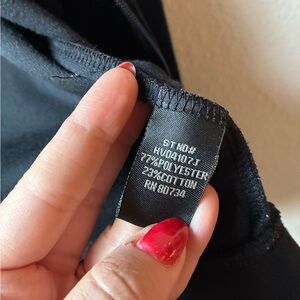 ST NO#
HV04107J
77%POLYESTER
23%COTTON
RN 80734